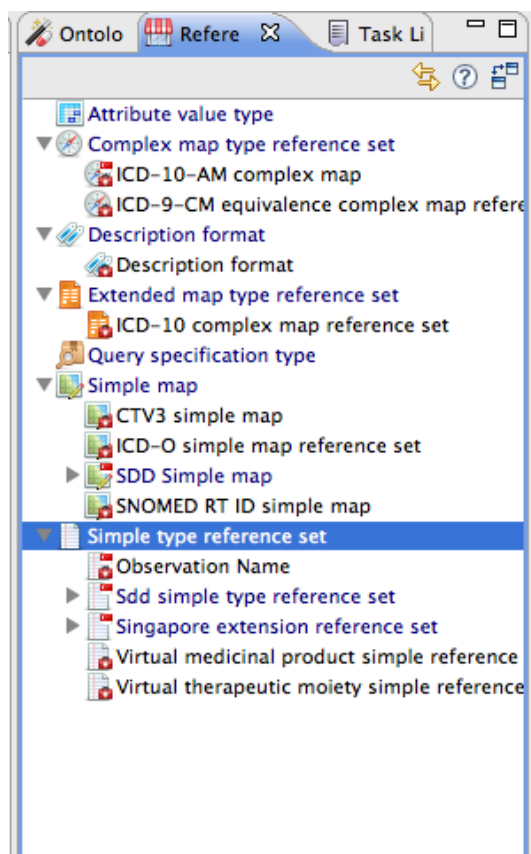 Ontolo Refere Task Li
Attribute value type
Complex map type reference set
ICD-10-AM complex map
ICD-9-CM equivalence complex map refere
Description format
Description format
Extended map type reference set
ICD-10 complex map reference set
Query specification type
Simple map
CTV3 simple map
ICD-O simple map reference set
SDD Simple map
SNOMED RT ID simple map
Simple type reference set
Observation Name
Sdd simple type reference set
Singapore extension reference set
Virtual medicinal product simple reference
Virtual therapeutic moiety simple reference